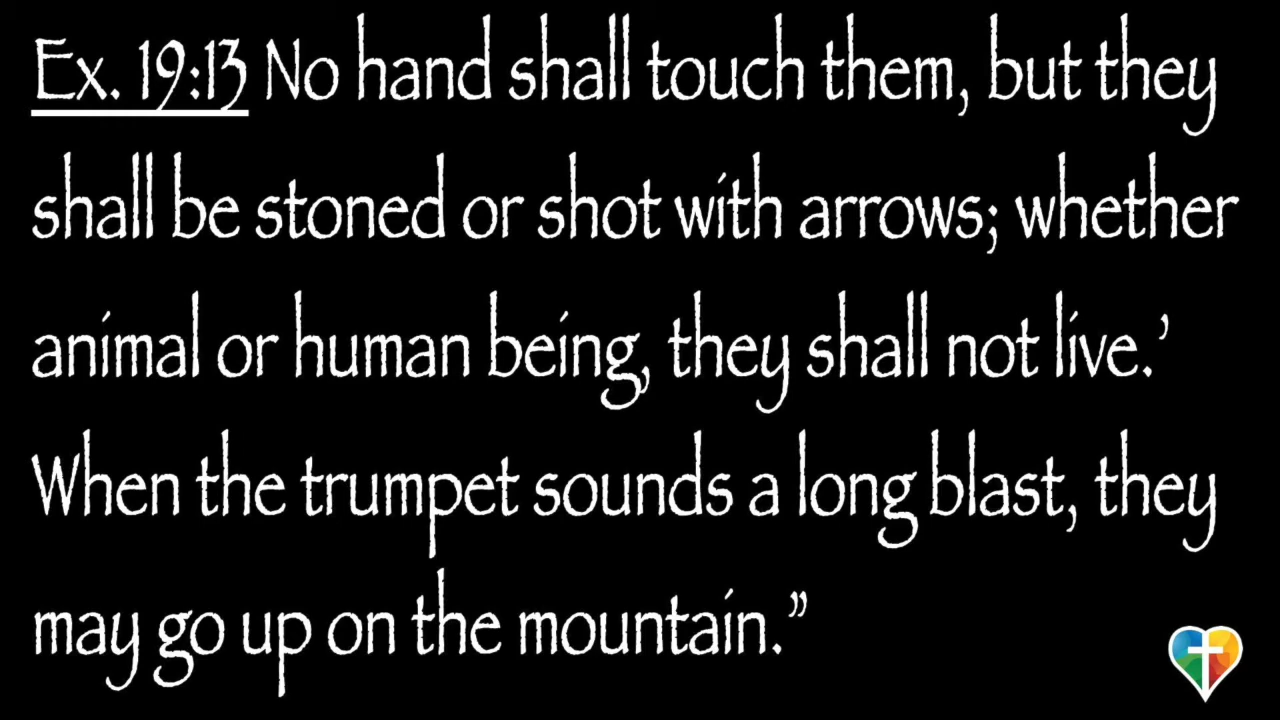 Ex. 19:13 No hand shall touch them, but they
shall be stoned or shot with arrows; whether
animal or human being, they shall not live.’
When the trumpet sounds a long blast, they
may go up on the mountain.”